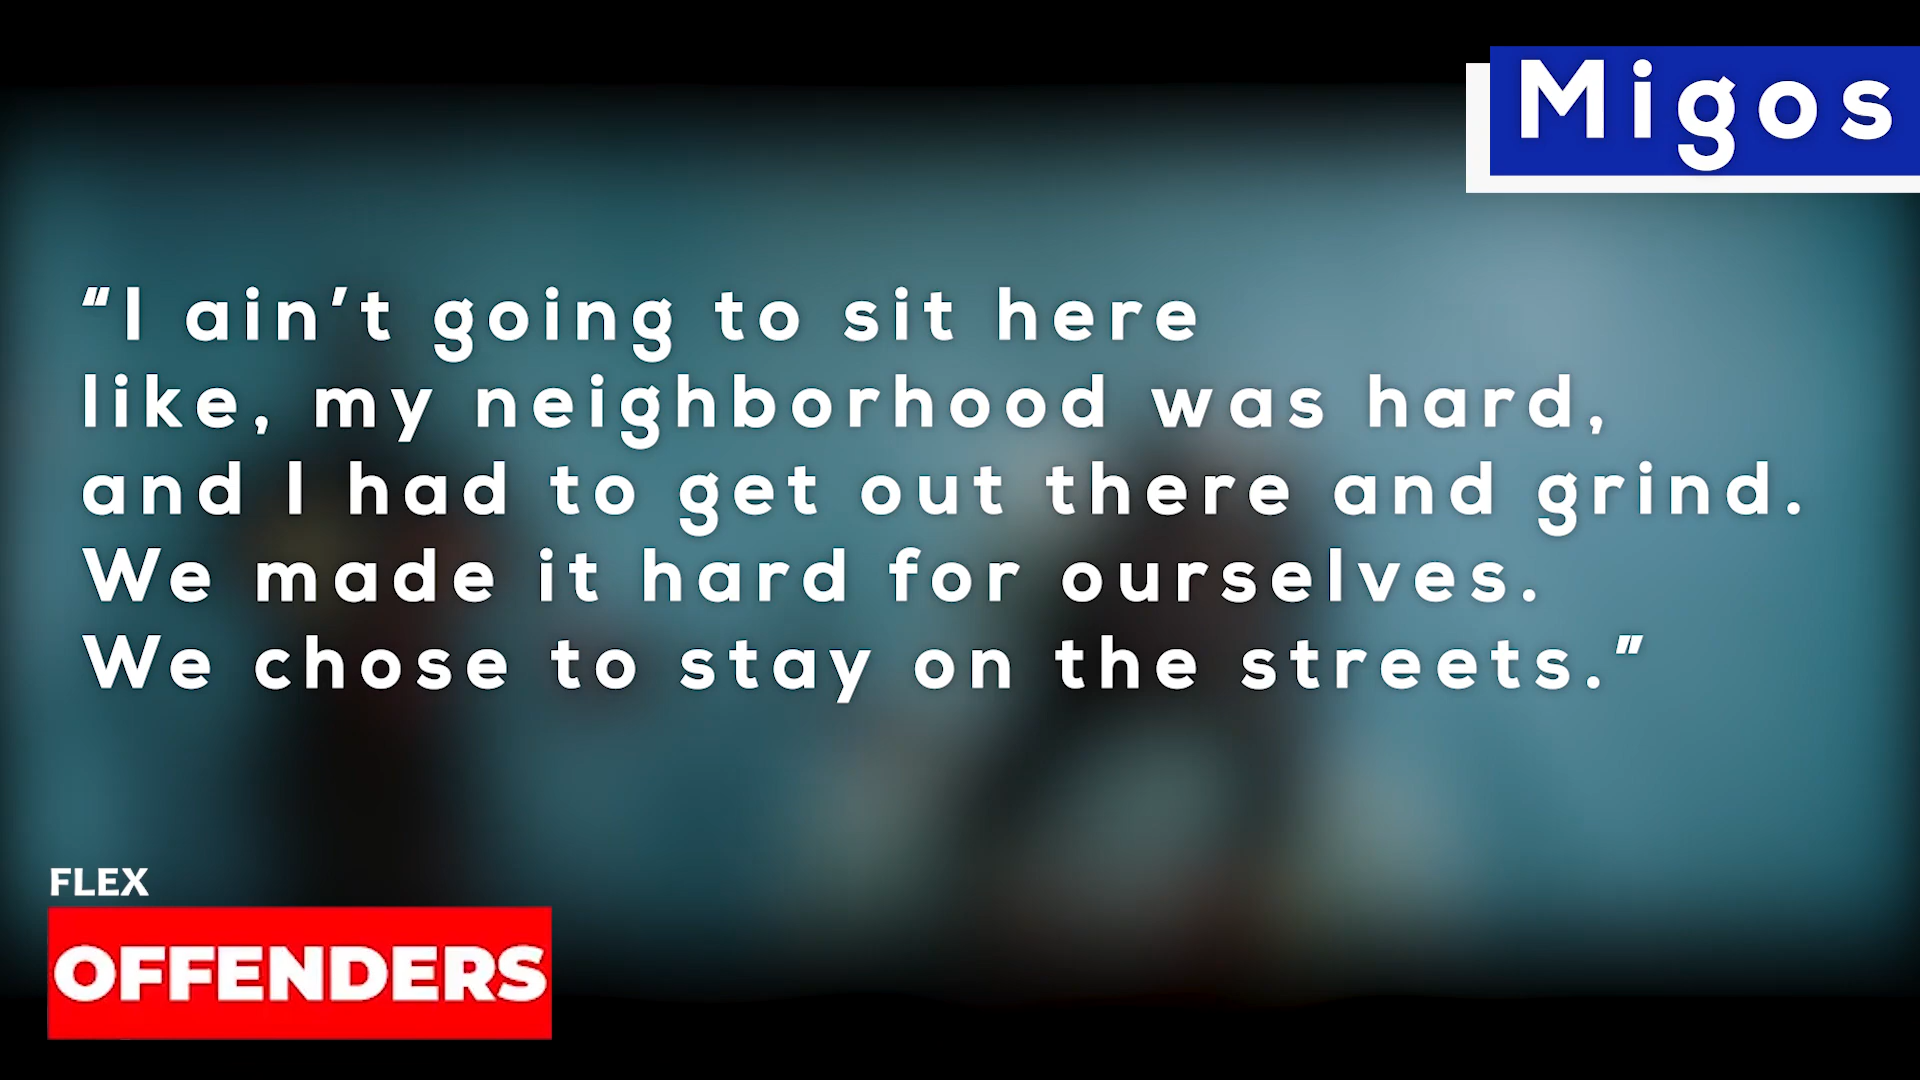 Migos
“I ain’t going to sit here
like, my neighborhood was hard,
and I had to get out there and grind.
We made it hard for ourselves.
We chose to stay on the streets.”
FLEX
OFFENDERS